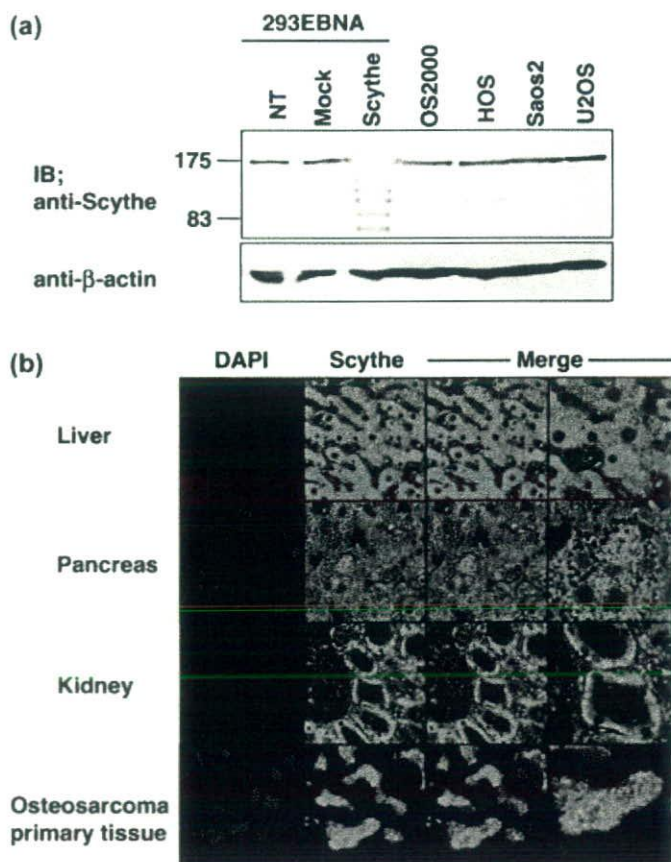 (a)
293EBNA
NT Mock Scythe OS2000 HOS Saos2 U2OS
IB;
anti-Scythe
175
83
anti-β-actin
(b)
DAPI Scythe Merge
Liver
Pancreas
Kidney
Osteosarcoma
primary tissue